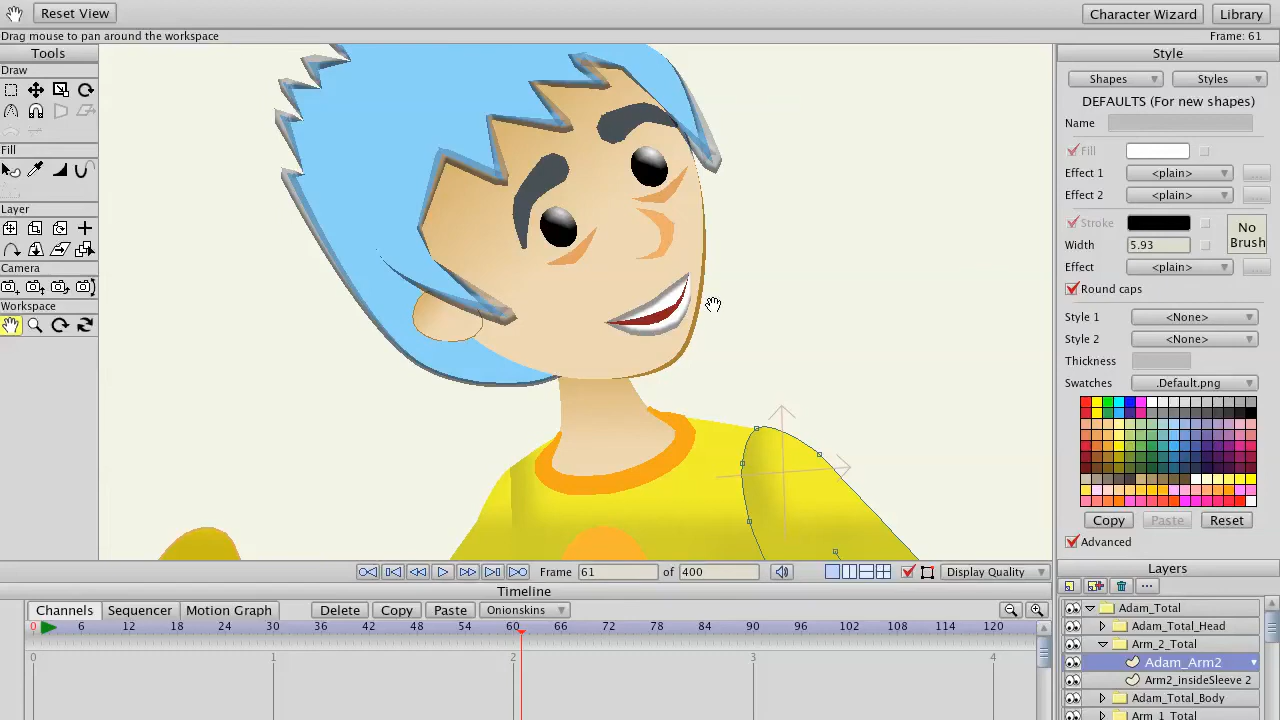 Reset View
Character Wizard
Library
Drag mouse to pan around the workspace
Frame: 61
Tools
Draw
Fill
Layer
Camera
Workspace
Style
Shapes
Styles
DEFAULTS (For new shapes)
Name
Fill
Effect 1
<plain>
...
Effect 2
<plain>
...
Stroke
No
Brush
Width
5.93
Effect
<plain>
...
Round caps
Style 1
<None>
Style 2
<None>
Thickness
Swatches
.Default.png
Copy
Paste
Reset
Advanced
Frame
61
of
400
Display Quality
Timeline
Channels
Sequencer
Motion Graph
Delete
Copy
Paste
Onionskins
0 6 12 18 24 30 36 42 48 54 60 66 72 78 84 90 96 102 108 114 120
0 1 2 3 4
Layers
...
Adam_Total
Adam_Total_Head
Arm_2_Total
Adam_Arm2
Arm2_insideSleeve 2
Adam_Total_Body
Arm_1_Total